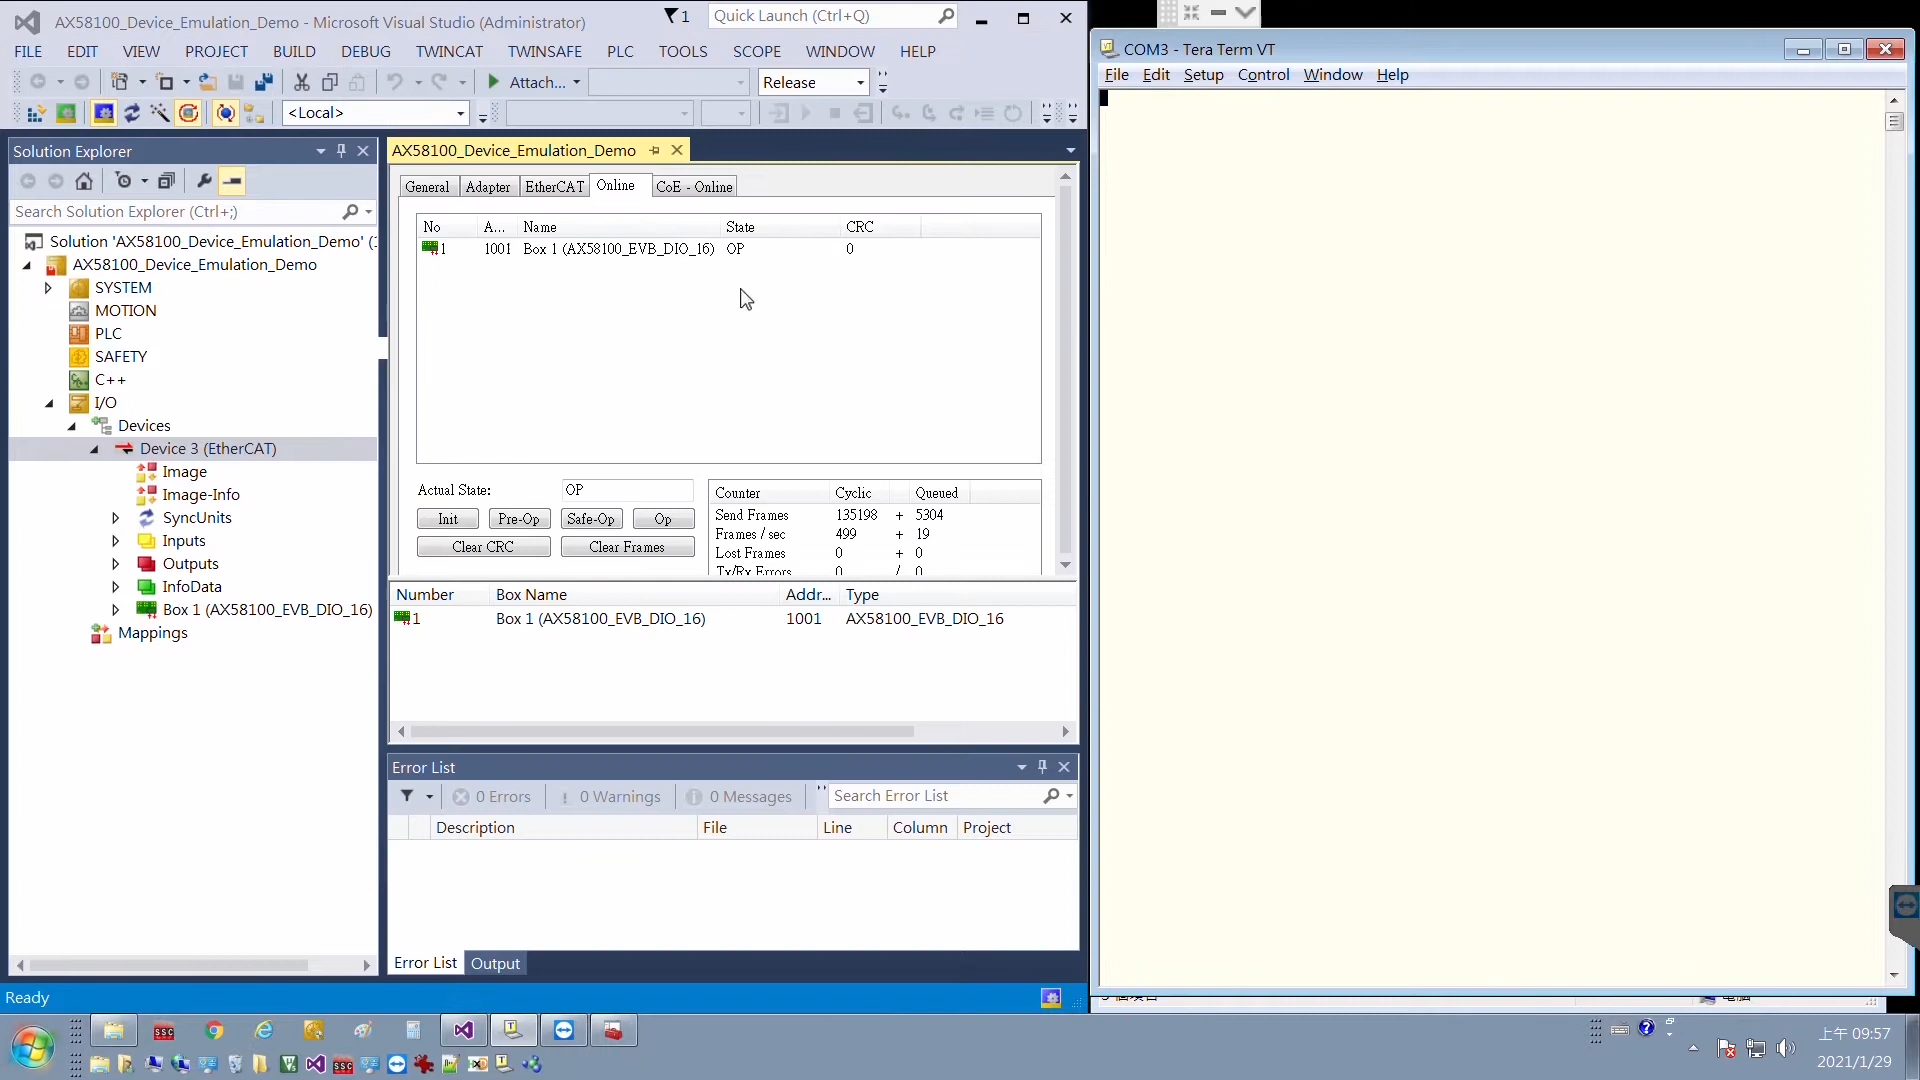 AX58100_Device_Emulation_Demo - Microsoft Visual Studio (Administrator)
1
Quick Launch (Ctrl+Q)
FILE EDIT VIEW PROJECT BUILD DEBUG TWINCAT TWINSAFE PLC TOOLS SCOPE WINDOW HELP
Attach...
Release
<Local>
Solution Explorer
Search Solution Explorer (Ctrl+;)
Solution 'AX58100_Device_Emulation_Demo' (1
AX58100_Device_Emulation_Demo
SYSTEM
MOTION
PLC
SAFETY
C++
I/O
Devices
Device 3 (EtherCAT)
Image
Image-Info
SyncUnits
Inputs
Outputs
InfoData
Box 1 (AX58100_EVB_DIO_16)
Mappings
AX58100_Device_Emulation_Demo
General Adapter EtherCAT Online CoE - Online
No A... Name State CRC
1 1001 Box 1 (AX58100_EVB_DIO_16) OP 0
Actual State: OP
Init Pre-Op Safe-Op Op
Clear CRC Clear Frames
Counter Cyclic Queued
Send Frames 135198 + 5304
Frames / sec 499 + 19
Lost Frames 0 + 0
Tx/Rx Errors 0 / 0
Number Box Name Addr... Type
1 Box 1 (AX58100_EVB_DIO_16) 1001 AX58100_EVB_DIO_16
Error List
0 Errors 0 Warnings 0 Messages
Search Error List
Description File Line Column Project
Error List Output
Ready
COM3 - Tera Term VT
File Edit Setup Control Window Help
SSC
SSC
上午 09:57
2021/1/29